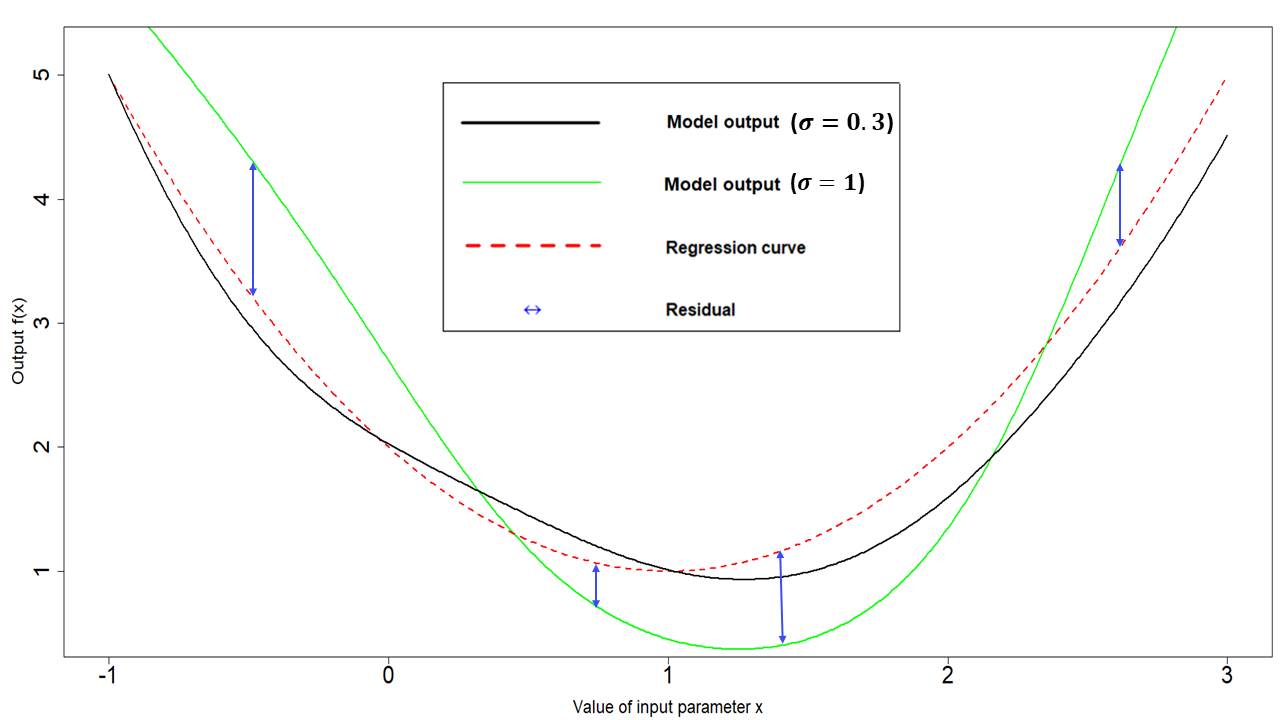 5
4
3
2
1
Output f(x)
Model output (σ = 0.3)
Model output (σ = 1)
Regression curve
↔ Residual
-1 0 1 2 3
Value of input parameter x